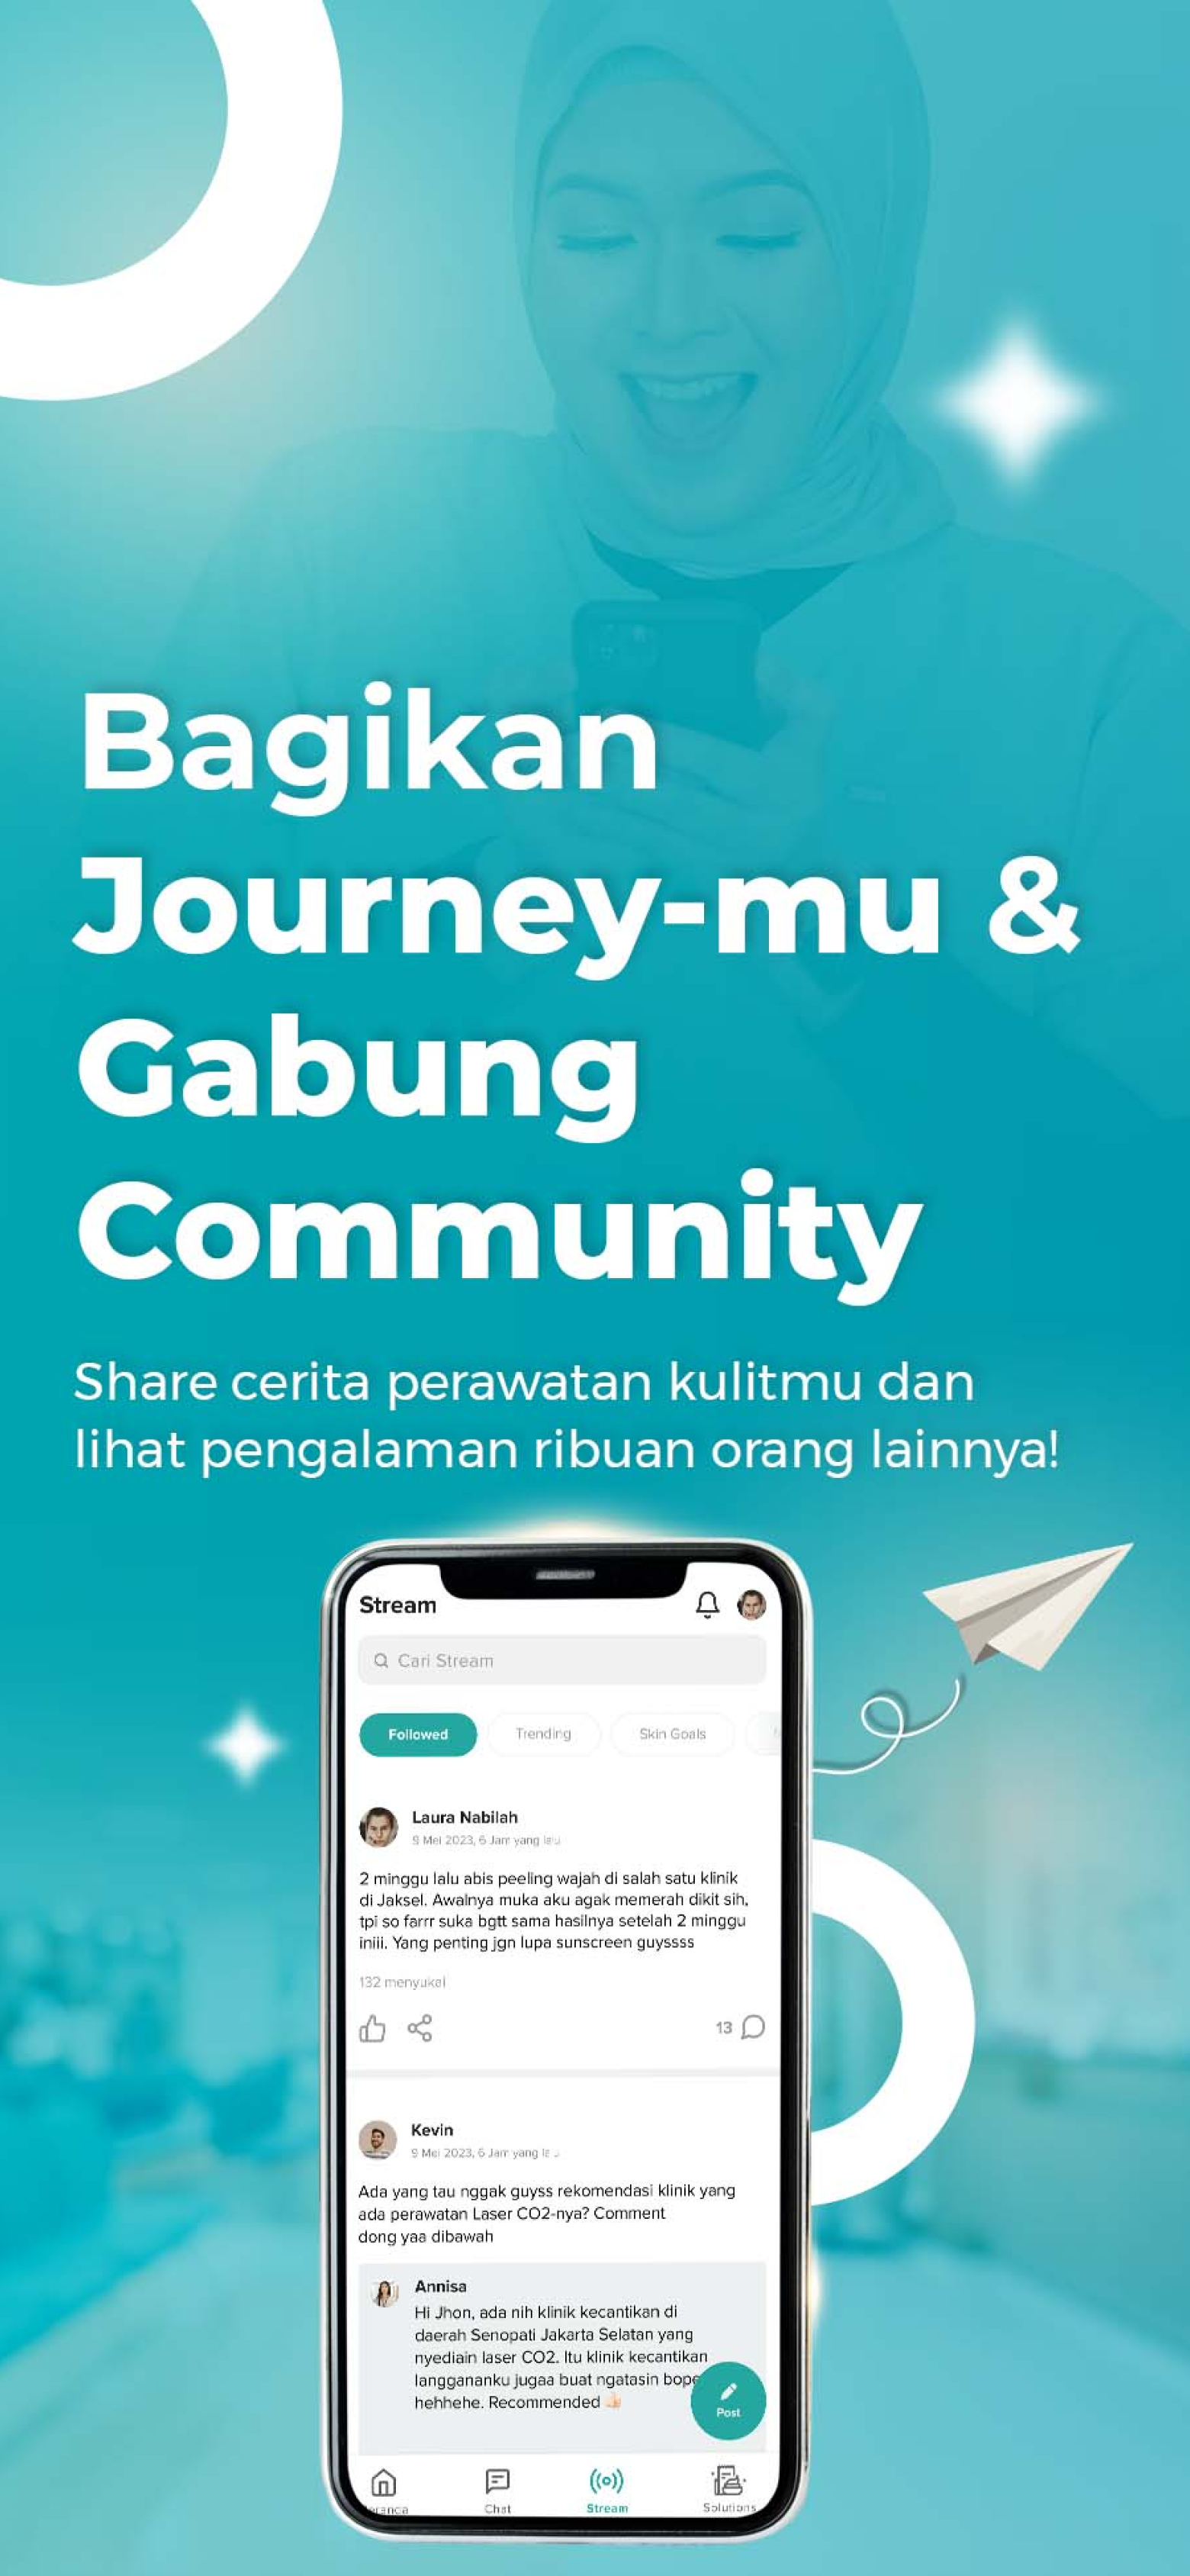 Bagikan
Journey-mu &
Gabung
Community
Share cerita perawatan kulitmu dan
lihat pengalaman ribuan orang lainnya!
Stream
Cari Stream
Followed Trending Skin Goals
Laura Nabilah
9 Mei 2023, 6 Jam yang lalu
2 minggu lalu abis peeling wajah di salah satu klinik
di Jaksel. Awalnya muka aku agak memerah dikit sih,
tpi so farrr suka bgtt sama hasilnya setelah 2 minggu
iniii. Yang penting jgn lupa sunscreen guyssss
132 menyukai
13
Kevin
9 Mei 2023, 6 Jam yang
Ada yang tau nggak guyss rekomendasi klinik yang
ada perawatan Laser CO2-nya? Comment
dong yaa dibawah
Annisa
Hi Jhon, ada nih klinik kecantikan di
daerah Senopati Jakarta Selatan yang
nyediain laser CO2. Itu klinik kecantikan
langgananku jugaa buat ngatasin bope
hehhehe. Recommended 👍🏻
Post
Chat Stream Solutions